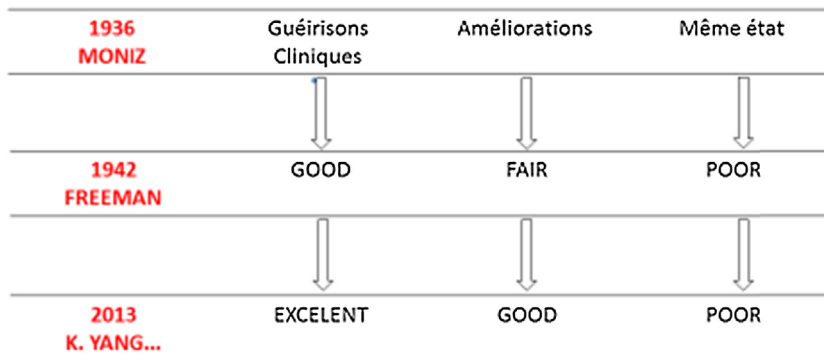 1936 Guéirisons Améliorations Même état
MONIZ Cliniques
1942 GOOD FAIR POOR
FREEMAN
2013 EXCELENT GOOD POOR
K. YANG...